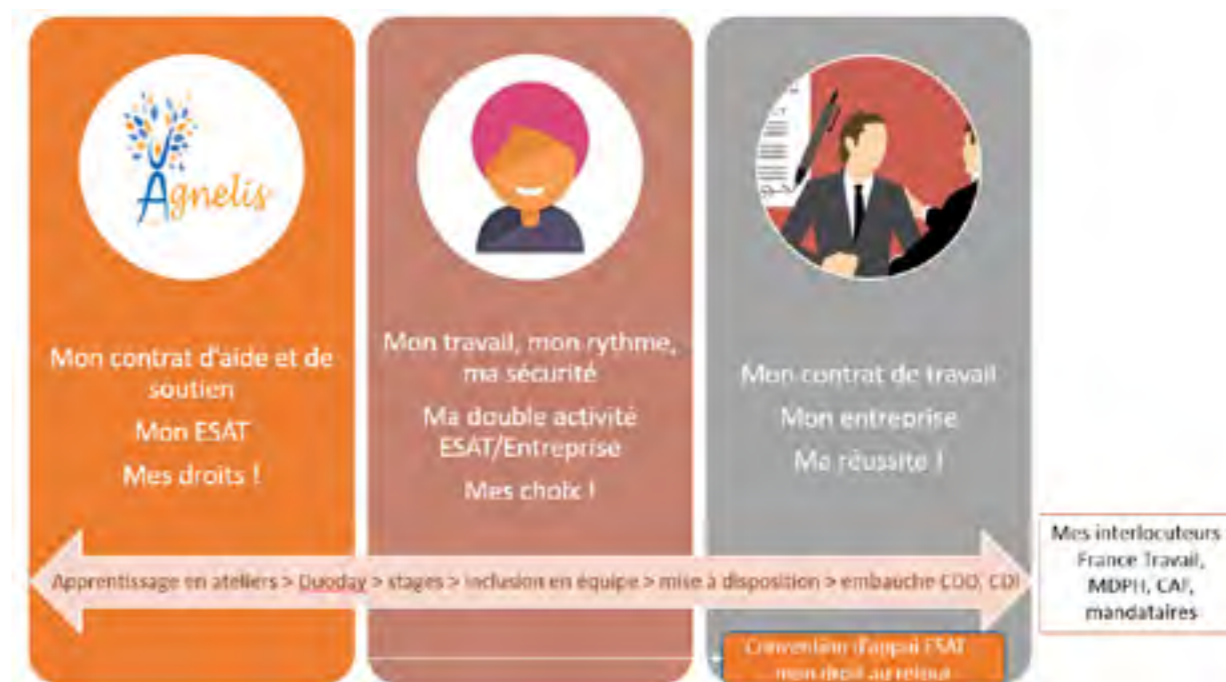 Agnelis
Mon contrat d'aide et de
soutien
Mon ESAT
Mes droits !
Mon travail, mon rythme,
ma sécurité
Ma double activité
ESAT/Entreprise
Mes choix !
Mon contrat de travail
Mon entreprise
Ma réussite !
Apprentissage en ateliers > Duoday > stages > inclusion en équipe > mise à disposition > embauche CDD, CDI
Mes interlocuteurs
France Travail,
MDPH, CAF,
mandataires
Convention d'appui ESAT
mon droit au retour